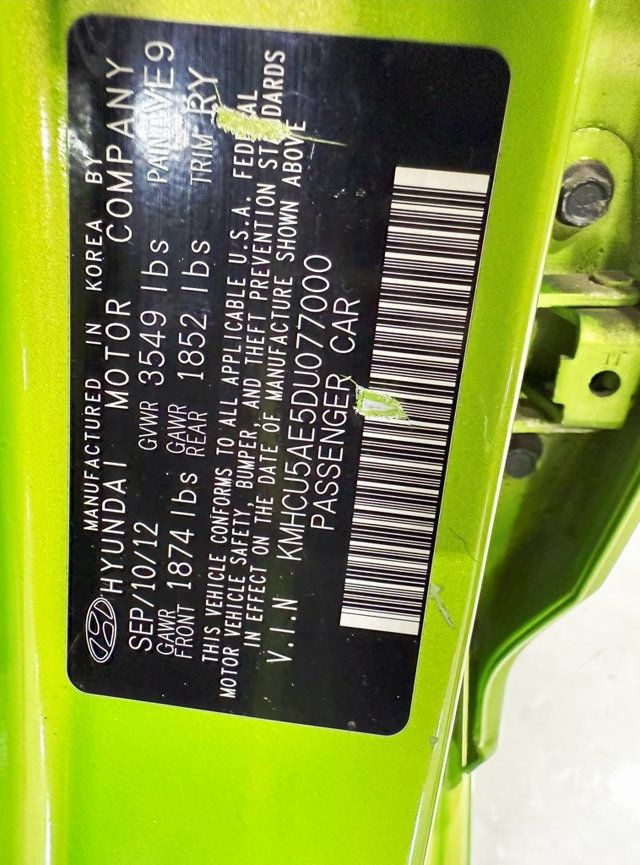 MANUFACTURED IN KOREA BY
HYUNDAI MOTOR COMPANY
SEP/10/12 GVWR 3549 lbs PAINT VE9
GAWR FRONT 1874 lbs GAWR REAR 1852 lbs TRIM RY
THIS VEHICLE CONFORMS TO ALL APPLICABLE U.S.A. FEDERAL
MOTOR VEHICLE SAFETY, BUMPER, AND THEFT PREVENTION STANDARDS
IN EFFECT ON THE DATE OF MANUFACTURE SHOWN ABOVE
V.I.N KMHCU5AE5DU077000
PASSENGER CAR